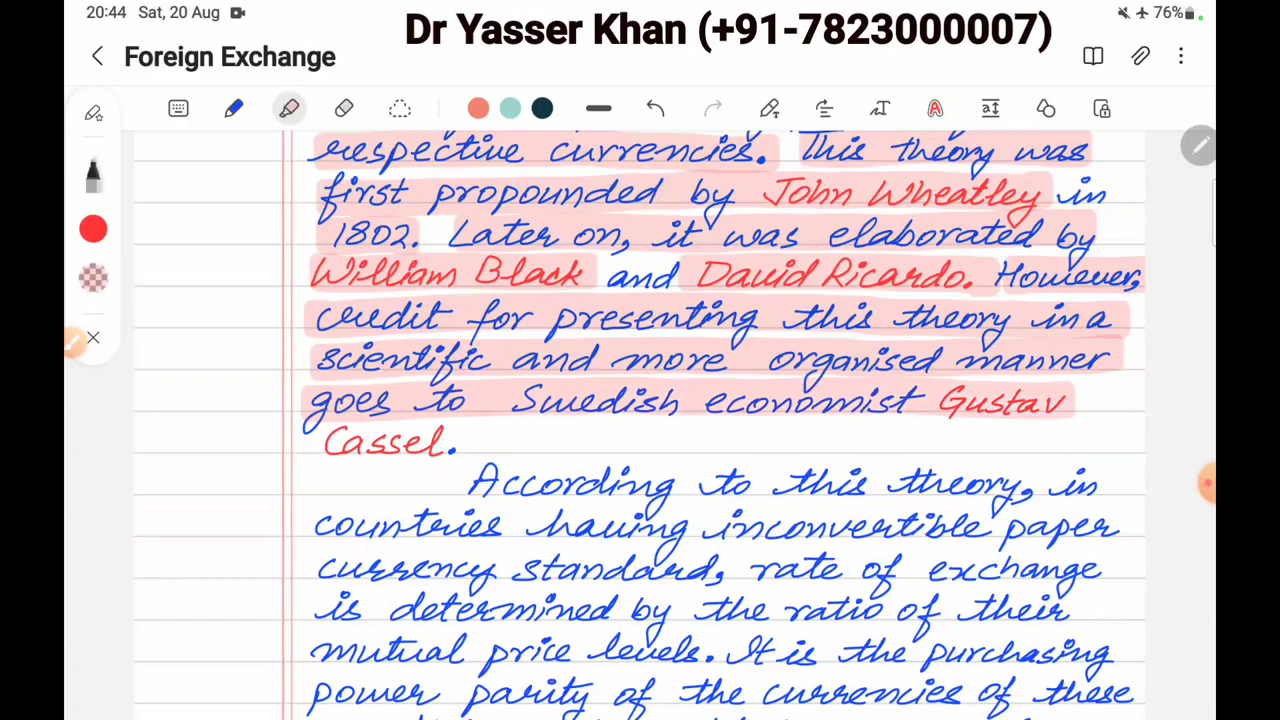 20:44 Sat, 20 Aug
76%
Dr Yasser Khan (+91-7823000007)
Foreign Exchange
respective currencies. This theory was
first propounded by John Wheatley in
1802. Later on, it was elaborated by
William Black and David Ricardo. However,
credit for presenting this theory in a
scientific and more organised manner
goes to Swedish economist Gustav
Cassel.
According to this theory, in
countries having inconvertible paper
currency standard, rate of exchange
is determined by the ratio of their
mutual price levels. It is the purchasing
power parity of the currencies of these